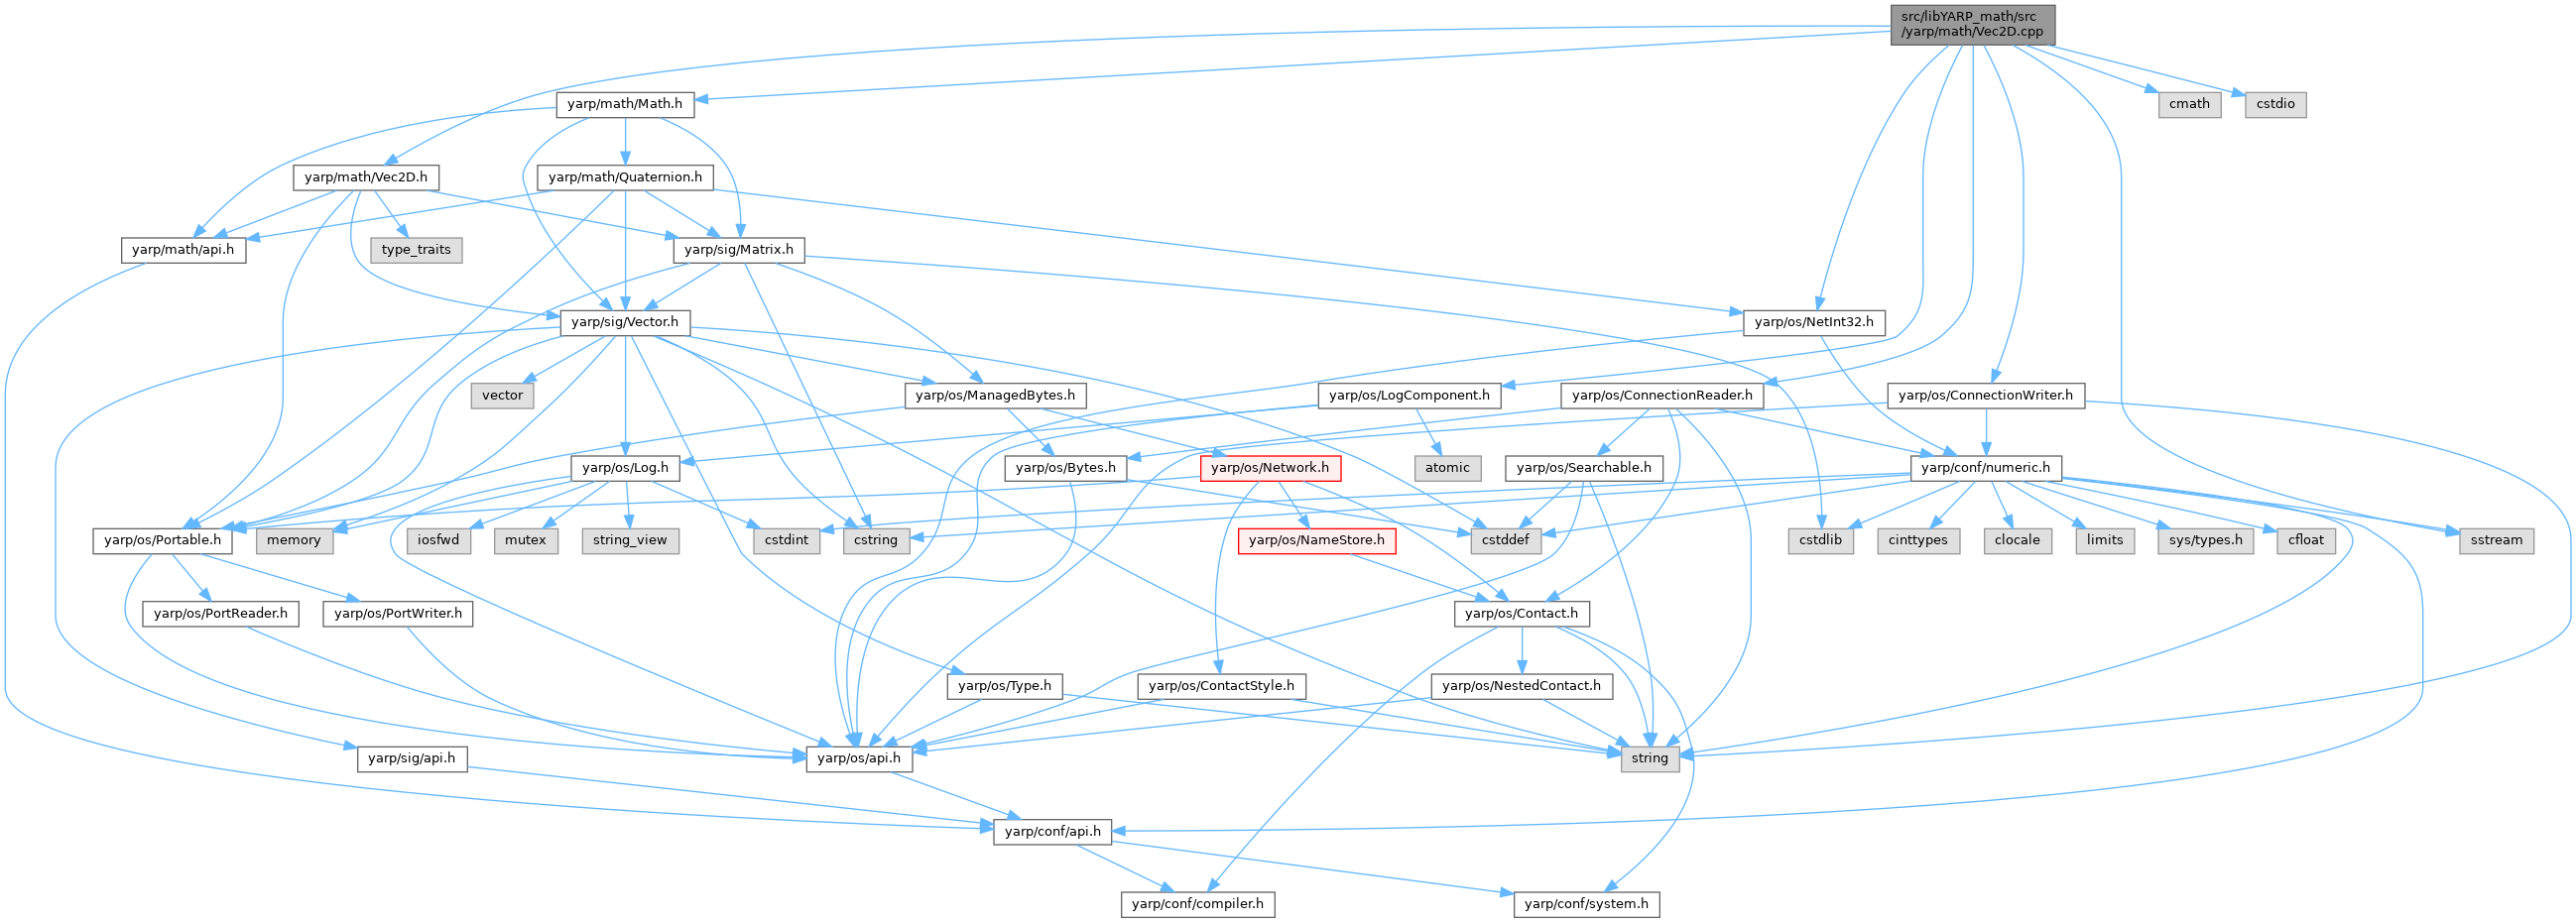 src/libYARP_math/src
/yarp/math/Vec2D.cpp
yarp/math/Math.h
cmath
cstdio
yarp/math/Vec2D.h
yarp/math/Quaternion.h
yarp/math/api.h
type_traits
yarp/sig/Matrix.h
yarp/sig/Vector.h
yarp/os/NetInt32.h
vector
yarp/os/ManagedBytes.h
yarp/os/LogComponent.h
yarp/os/ConnectionReader.h
yarp/os/ConnectionWriter.h
yarp/os/Log.h
yarp/os/Bytes.h
yarp/os/Network.h
atomic
yarp/os/Searchable.h
yarp/conf/numeric.h
yarp/os/Portable.h
memory
iosfwd
mutex
string_view
cstdint
cstring
yarp/os/NameStore.h
cstddef
cstdlib
cinttypes
clocale
limits
sys/types.h
cfloat
sstream
yarp/os/PortReader.h
yarp/os/PortWriter.h
yarp/os/Contact.h
yarp/os/Type.h
yarp/os/ContactStyle.h
yarp/os/NestedContact.h
yarp/sig/api.h
yarp/os/api.h
string
yarp/conf/api.h
yarp/conf/compiler.h
yarp/conf/system.h